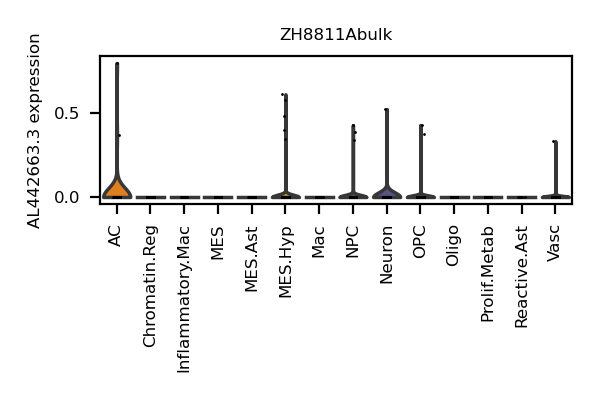 ZH8811Abulk
AL442663.3 expression
0.5
0.0
AC
Chromatin.Reg
Inflammatory.Mac
MES
MES.Ast
MES.Hyp
Mac
NPC
Neuron
OPC
Oligo
Prolif.Metab
Reactive.Ast
Vasc